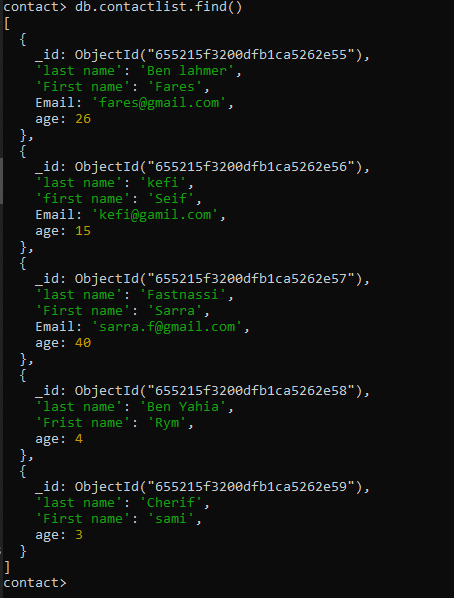 contact> db.contactlist.find()
[
  {
    _id: ObjectId("655215f3200dfb1ca5262e55"),
    'last name': 'Ben lahmer',
    'First name': 'Fares',
    Email: 'fares@gmail.com',
    age: 26
  },
  {
    _id: ObjectId("655215f3200dfb1ca5262e56"),
    'last name': 'kefi',
    'first name': 'Seif',
    Email: 'kefi@gamil.com',
    age: 15
  },
  {
    _id: ObjectId("655215f3200dfb1ca5262e57"),
    'last name': 'Fastnassi',
    'First name': 'Sarra',
    Email: 'sarra.f@gmail.com',
    age: 40
  },
  {
    _id: ObjectId("655215f3200dfb1ca5262e58"),
    'last name': 'Ben Yahia',
    'Frist name': 'Rym',
    age: 4
  },
  {
    _id: ObjectId("655215f3200dfb1ca5262e59"),
    'last name': 'Cherif',
    'First name': 'sami',
    age: 3
  }
]
contact>